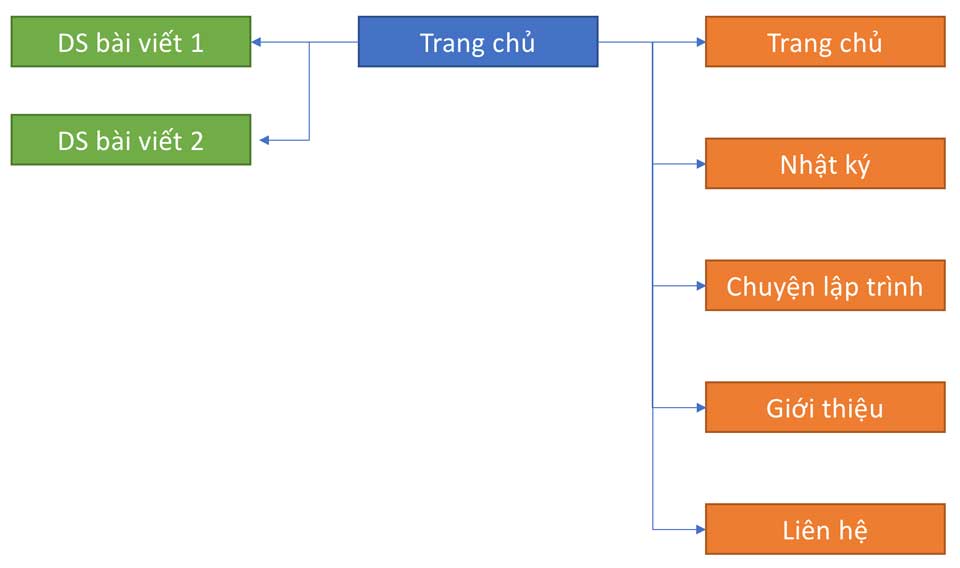 DS bài viết 1
Trang chủ
Trang chủ
DS bài viết 2
Nhật ký
Chuyện lập trình
Giới thiệu
Liên hệ